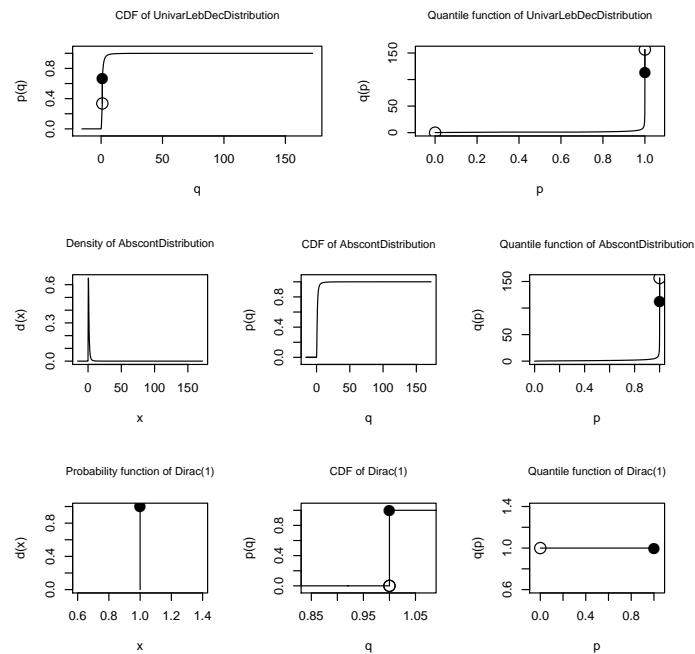 CDF of UnivarLebDecDistribution
p(q)
0.0 0.4 0.8
0 50 100 150
q
Quantile function of UnivarLebDecDistribution
q(p)
0 50 150
0.0 0.2 0.4 0.6 0.8 1.0
p
Density of AbscontDistribution
d(x)
0.0 0.3 0.6
0 50 100 150
x
CDF of AbscontDistribution
p(q)
0.0 0.4 0.8
0 50 100 150
q
Quantile function of AbscontDistribution
q(p)
0 50 150
0.0 0.4 0.8
p
Probability function of Dirac(1)
d(x)
0.0 0.4 0.8
0.6 0.8 1.0 1.2 1.4
x
CDF of Dirac(1)
p(q)
0.0 0.4 0.8
0.85 0.95 1.05
q
Quantile function of Dirac(1)
q(p)
0.6 1.0 1.4
0.0 0.4 0.8
p